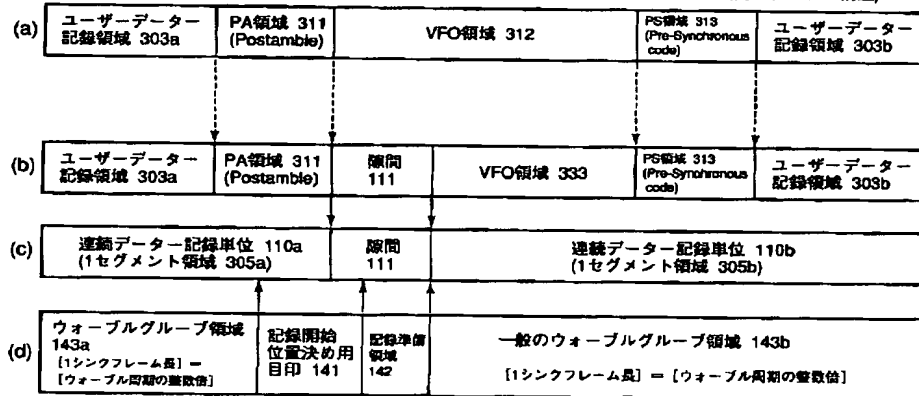 (a)
ユーザーデーター
記録領域 303a
PA領域 311
(Postamble)
VFO領域 312
PS領域 313
(Pre-Synchronous
code)
ユーザーデーター
記録領域 303b
(b)
ユーザーデーター
記録領域 303a
PA領域 311
(Postamble)
隙間
111
VFO領域 333
PS領域 313
(Pre-Synchronous
code)
ユーザーデーター
記録領域 303b
(c)
連続データー記録単位 110a
(1セグメント領域 305a)
隙間
111
連続データー記録単位 110b
(1セグメント領域 305b)
(d)
ウォーブルグルーブ領域
143a
[1シンクフレーム長] =
[ウォーブル周期の整数倍]
記録開始
位置決め用
目印 141
記録準備
領域
142
一般のウォーブルグルーブ領域 143b
[1シンクフレーム長] = [ウォーブル周期の整数倍]